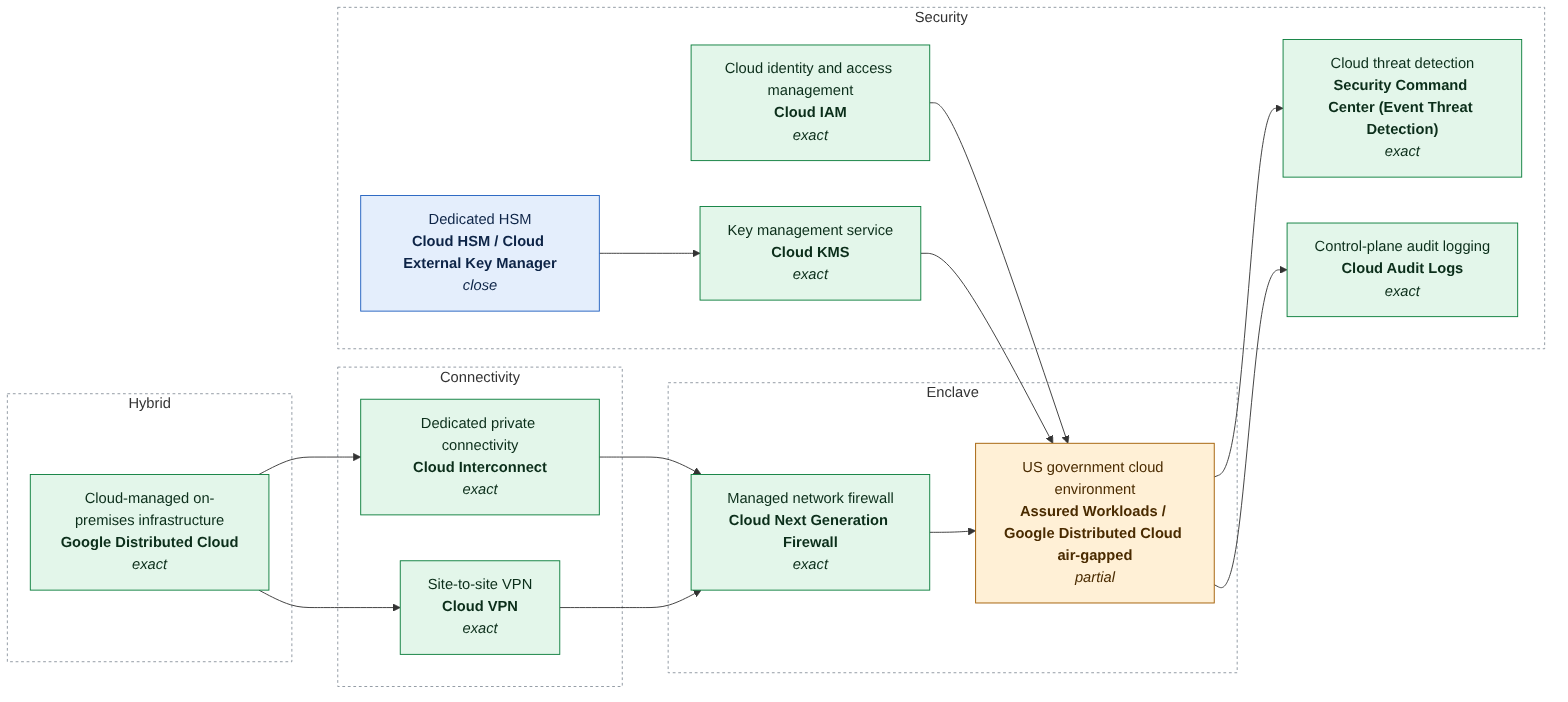 Security
Cloud identity and access
management
Cloud IAM
exact
Cloud threat detection
Security Command
Center (Event Threat
Detection)
exact
Dedicated HSM
Cloud HSM / Cloud
External Key Manager
close
Key management service
Cloud KMS
exact
Control-plane audit logging
Cloud Audit Logs
exact
Hybrid
Cloud-managed on-
premises infrastructure
Google Distributed Cloud
exact
Connectivity
Dedicated private
connectivity
Cloud Interconnect
exact
Site-to-site VPN
Cloud VPN
exact
Enclave
Managed network firewall
Cloud Next Generation
Firewall
exact
US government cloud
environment
Assured Workloads /
Google Distributed Cloud
air-gapped
partial